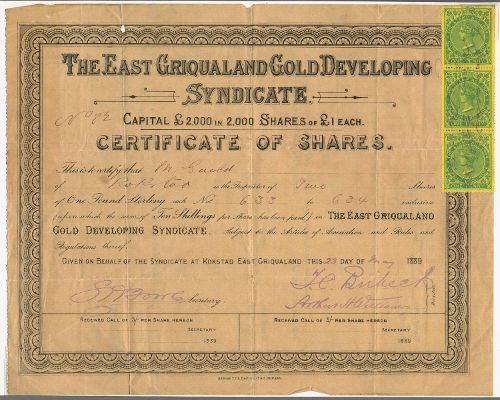 THE EAST GRIQUALAND GOLD DEVELOPING
SYNDICATE.
No 82
CAPITAL £2,000 IN 2,000 SHARES OF £1 EACH.
CERTIFICATE OF SHARES.
This is to certify that
of Kokstad is the Proprietor of Two Shares
of One Pound Sterling each Nos 633 to 634 inclusive
(upon which the sum of Ten Shillings per share has been paid) in THE EAST GRIQUALAND
GOLD DEVELOPING SYNDICATE. Subject to the Articles of Association and Rules and
Regulations thereof.
GIVEN ON BEHALF OF THE SYNDICATE AT KOKSTAD EAST GRIQUALAND THIS 23 DAY OF May 1889
Secretary.
RECEIVED CALL OF 5/- PER SHARE HEREON
SECRETARY
1889
RECEIVED CALL OF 5/- PER SHARE HEREON
SECRETARY
1889